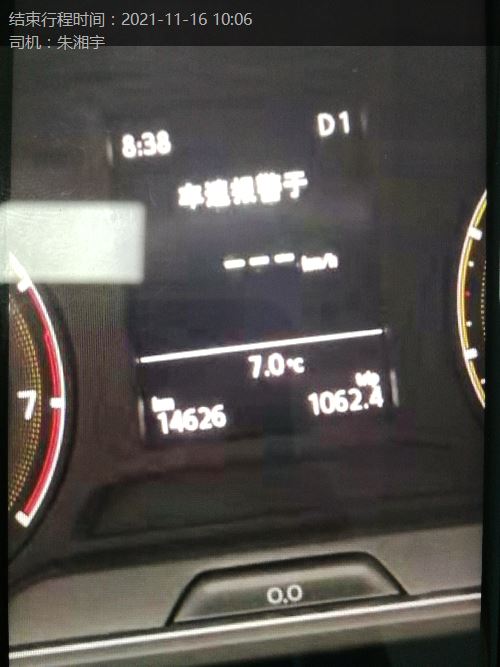 结束行程时间：2021-11-16 10:06
司机：朱湘宇
8:38
D1
车速报警于
--- km/h
7.0℃
km
trip
14626
1062.4
7
0.0